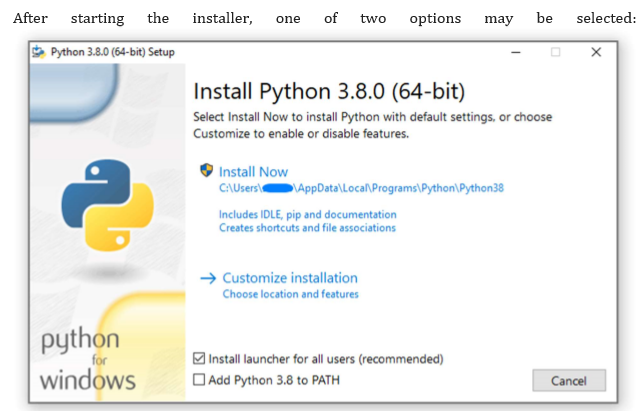 After starting the installer, one of two options may be selected:
Python 3.8.0 (64-bit) Setup
Install Python 3.8.0 (64-bit)
Select Install Now to install Python with default settings, or choose
Customize to enable or disable features.
Install Now
C:\Users\ \AppData\Local\Programs\Python\Python38
Includes IDLE, pip and documentation
Creates shortcuts and file associations
Customize installation
Choose location and features
python
for
windows
Install launcher for all users (recommended)
Add Python 3.8 to PATH
Cancel